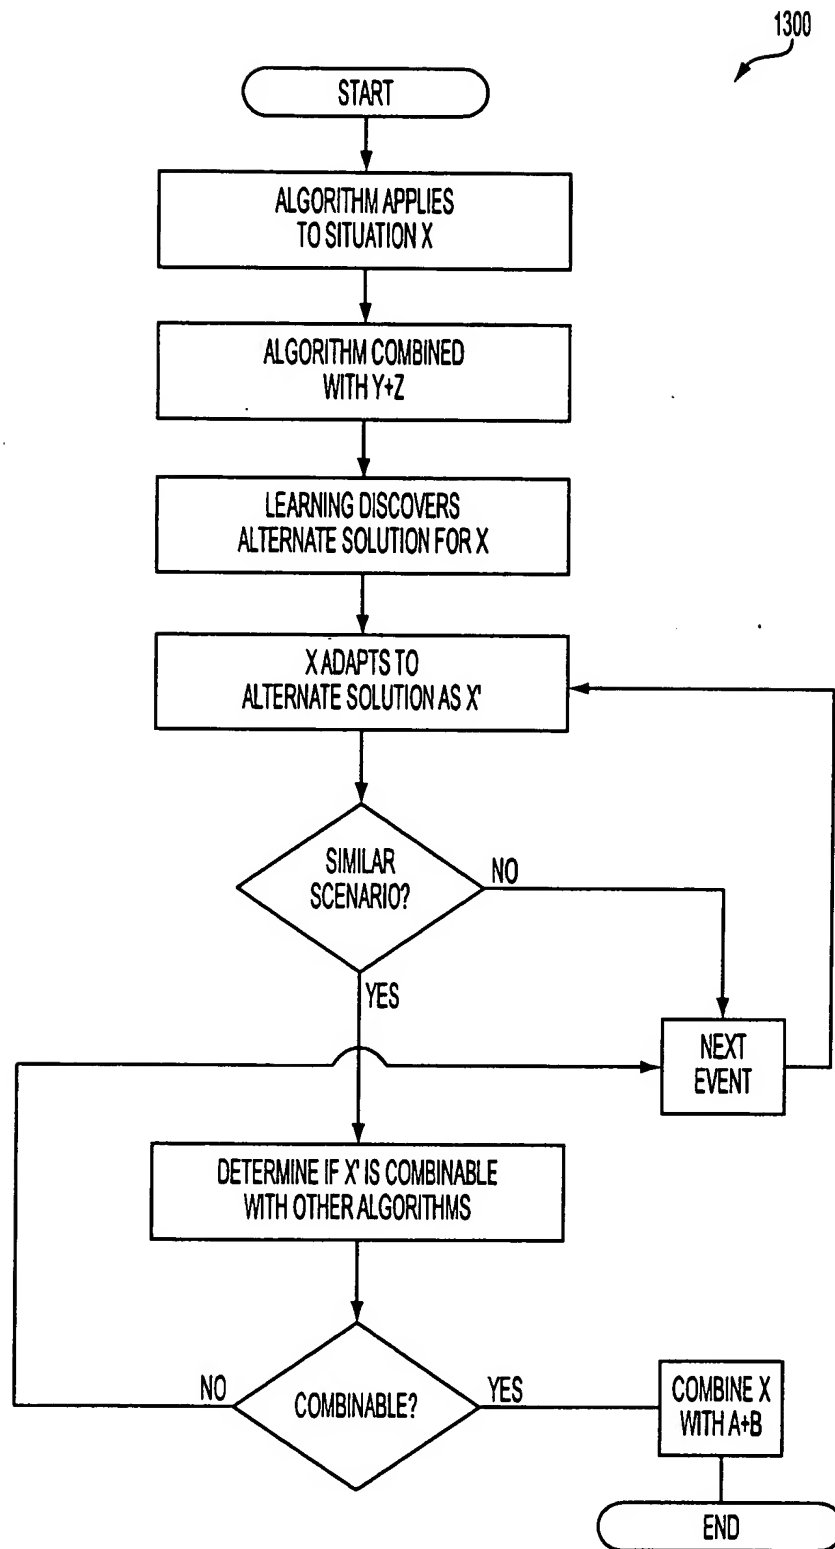 1300
START
ALGORITHM APPLIES
TO SITUATION X
ALGORITHM COMBINED
WITH Y+Z
LEARNING DISCOVERS
ALTERNATE SOLUTION FOR X
X ADAPTS TO
ALTERNATE SOLUTION AS X'
SIMILAR
SCENARIO?
NO
YES
NEXT
EVENT
DETERMINE IF X' IS COMBINABLE
WITH OTHER ALGORITHMS
NO
COMBINABLE?
YES
COMBINE X
WITH A+B
END